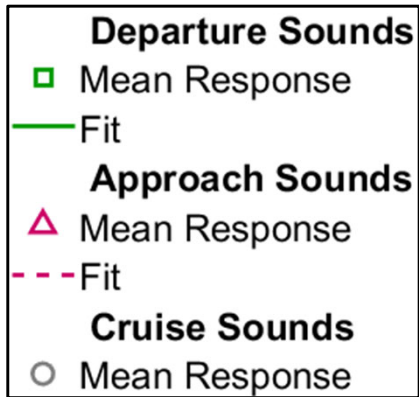 Departure Sounds
Mean Response
Fit
Approach Sounds
Mean Response
Fit
Cruise Sounds
Mean Response